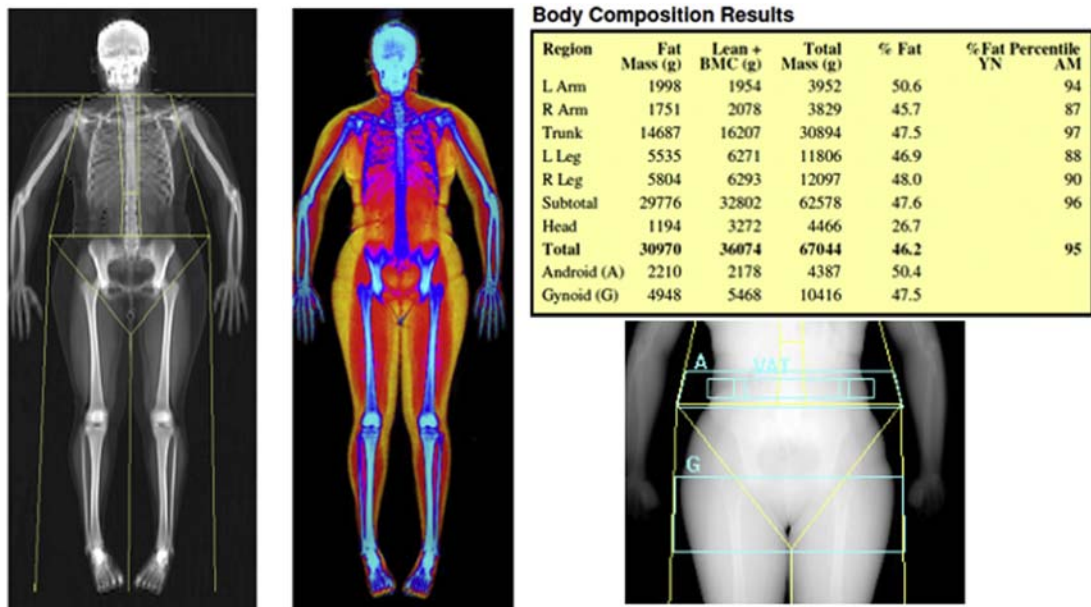 Body Composition Results
Region Fat Mass (g) Lean + BMC (g) Total Mass (g) % Fat %Fat Percentile YN AM
L Arm 1998 1954 3952 50.6 94
R Arm 1751 2078 3829 45.7 87
Trunk 14687 16207 30894 47.5 97
L Leg 5535 6271 11806 46.9 88
R Leg 5804 6293 12097 48.0 90
Subtotal 29776 32802 62578 47.6 96
Head 1194 3272 4466 26.7
Total 30970 36074 67044 46.2 95
Android (A) 2210 2178 4387 50.4
Gynoid (G) 4948 5468 10416 47.5
A VAT
G